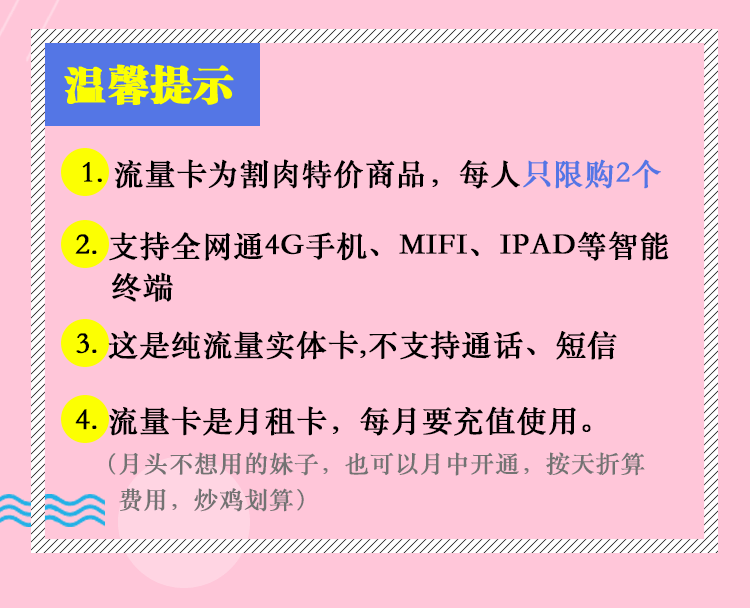 温馨提示
1. 流量卡为割肉特价商品，每人只限购2个
2. 支持全网通4G手机、MIFI、IPAD等智能
终端
3. 这是纯流量实体卡,不支持通话、短信
4. 流量卡是月租卡，每月要充值使用。
（月头不想用的妹子，也可以月中开通，按天折算
费用，炒鸡划算）